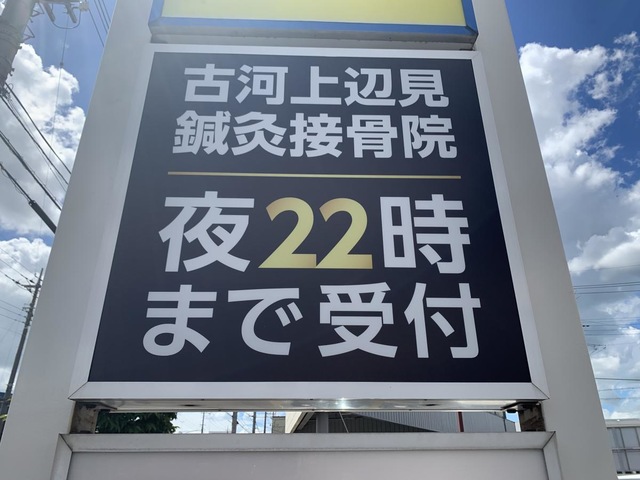 古河上辺見
鍼灸接骨院
夜22時
まで受付